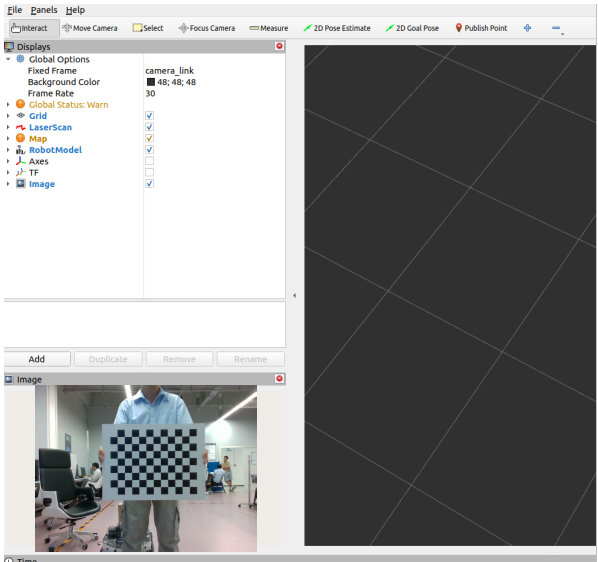 File Panels Help
Interact Move Camera Select Focus Camera Measure 2D Pose Estimate 2D Goal Pose Publish Point
Displays
Global Options
Fixed Frame camera_link
Background Color 48; 48; 48
Frame Rate 30
Global Status: Warn
Grid
LaserScan
Map
RobotModel
Axes
TF
Image
Add Duplicate Remove Rename
Image
Time